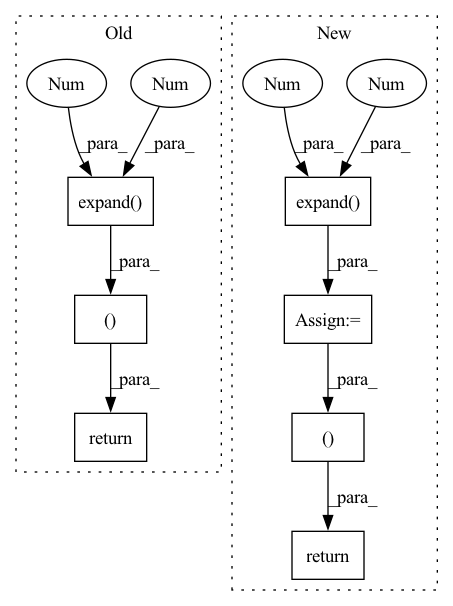 Old
New
Num
Num
Num
Num
_para_
_para_
_para_
_para_
expand()
expand()
_para_
_para_
()
Assign:=
_para_
_para_
return
()
_para_
return